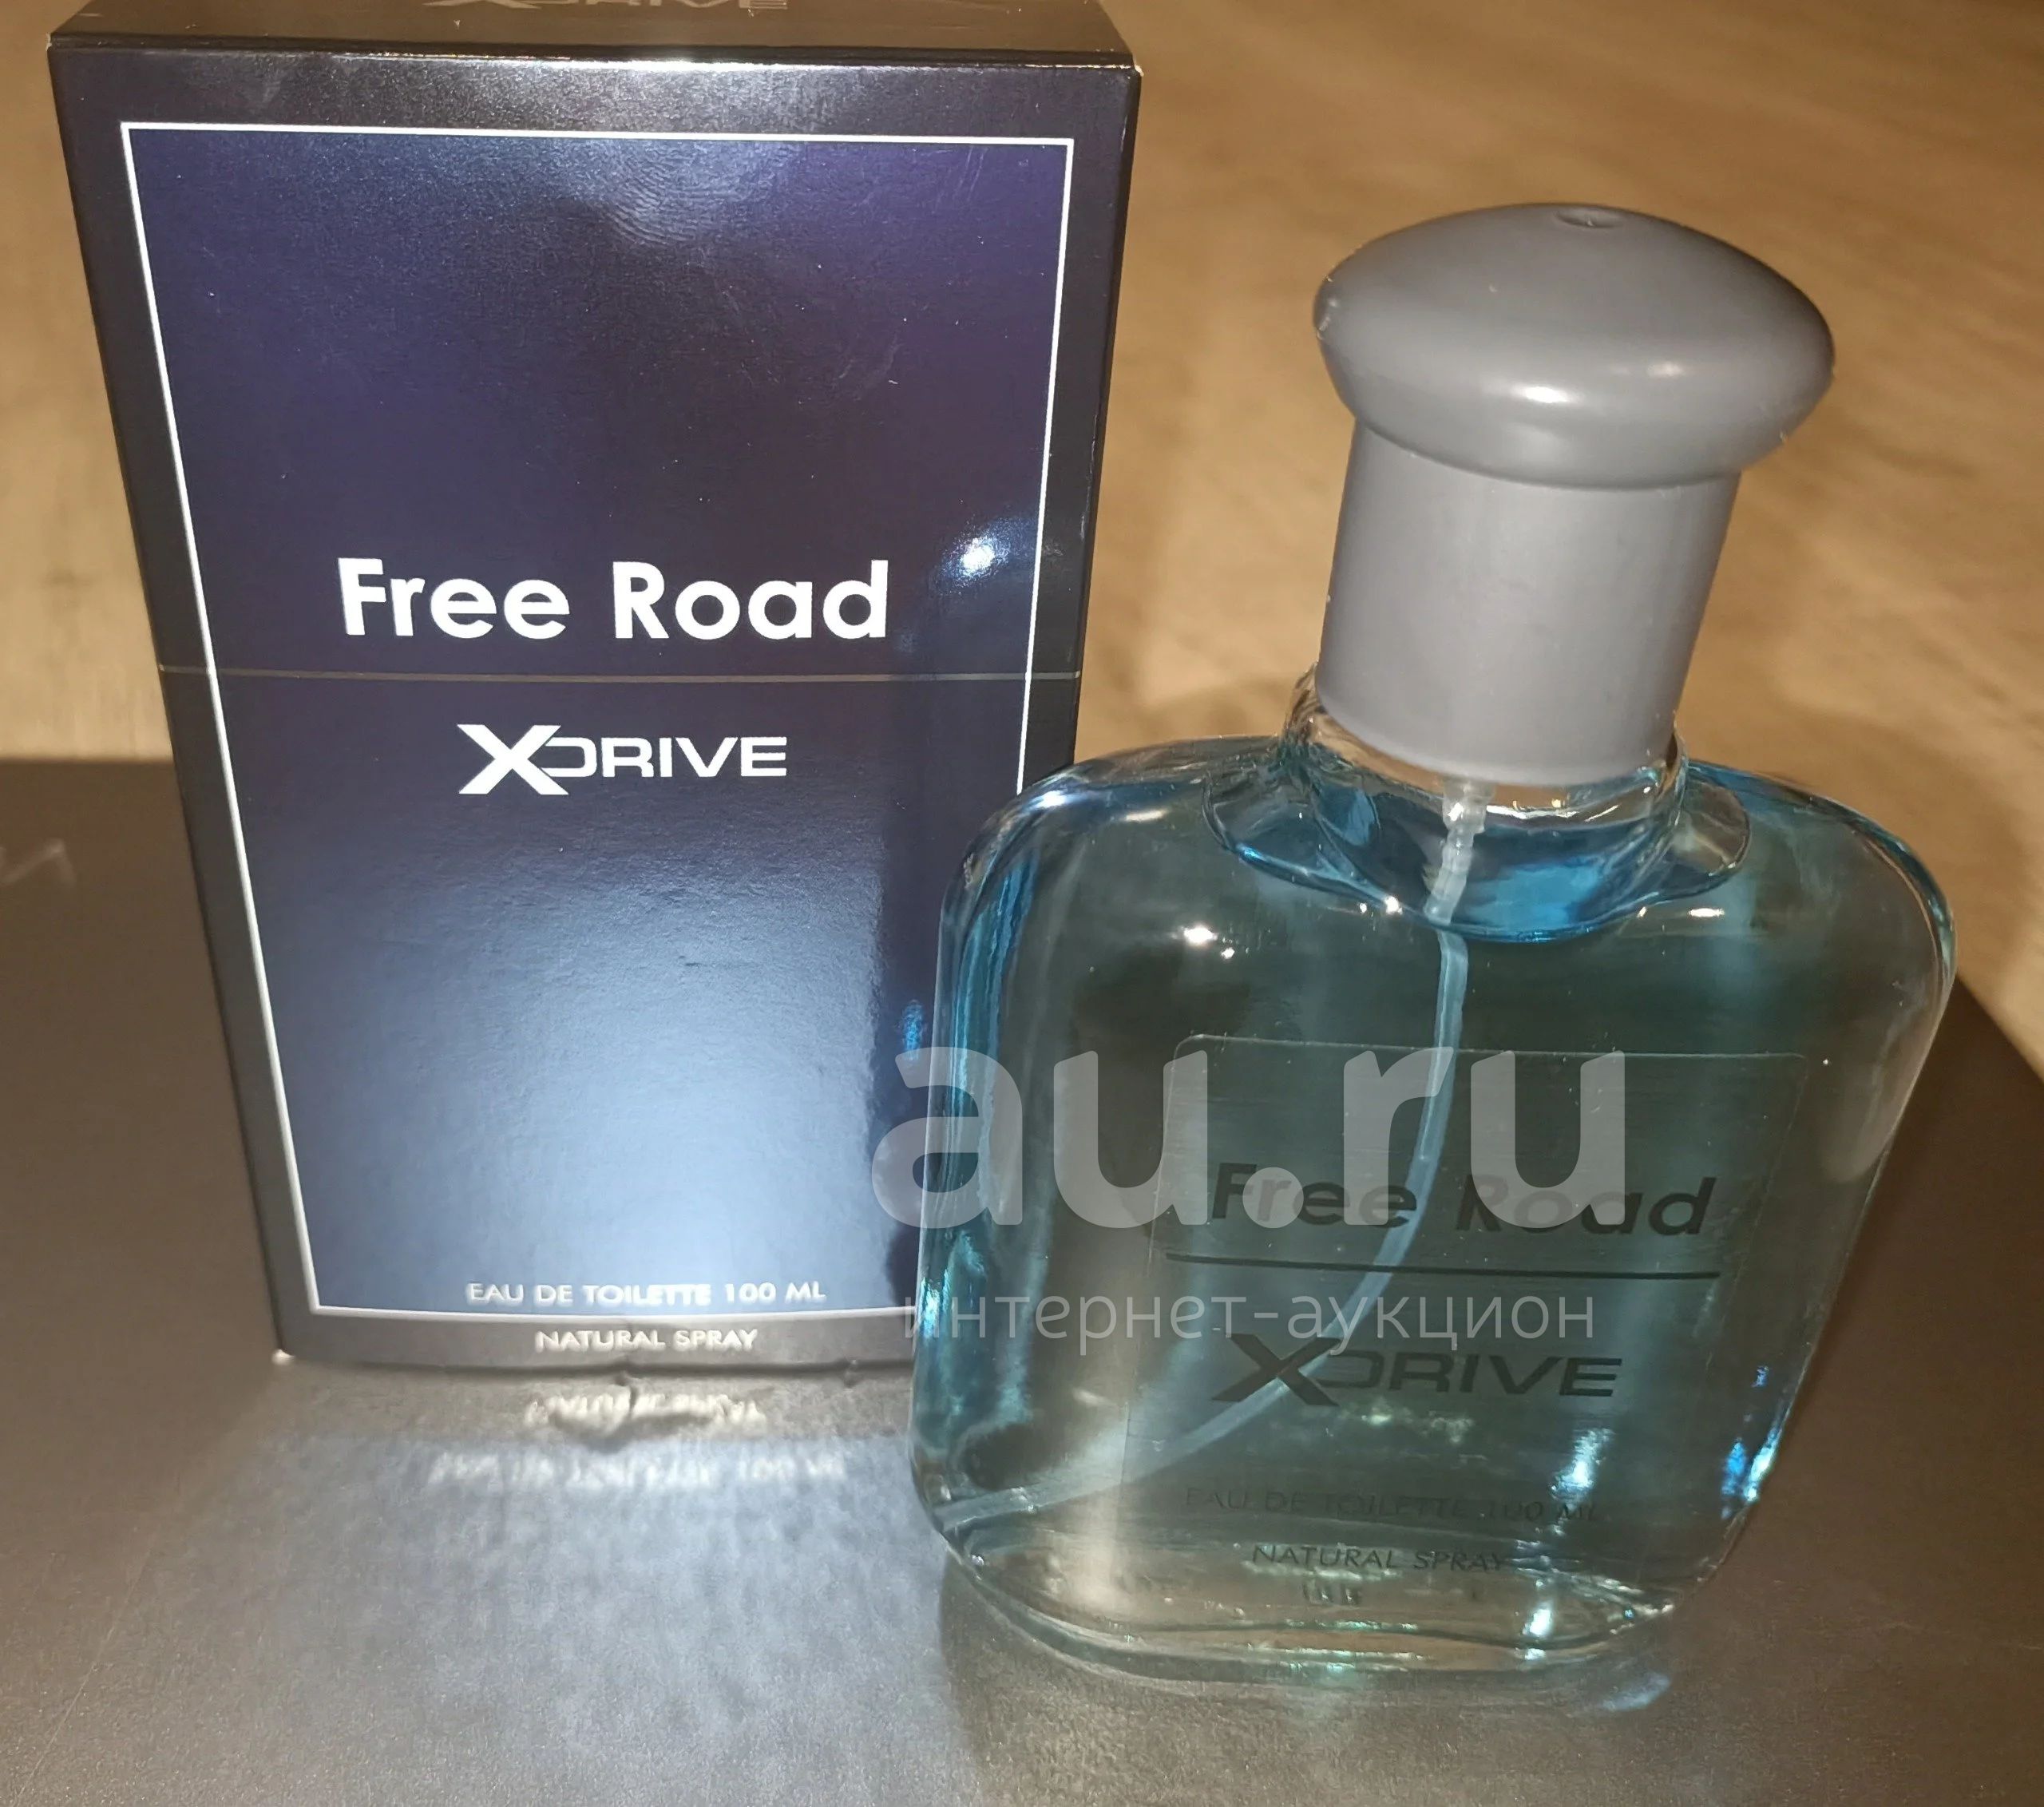 XDRIVE
Free Road
XDRIVE
EAU DE TOILETTE 100 ML
NATURAL SPRAY
au.ru
интернет-аукцион
Free Road
XDRIVE
EAU DE TOILETTE 100 ML
NATURAL SPRAY